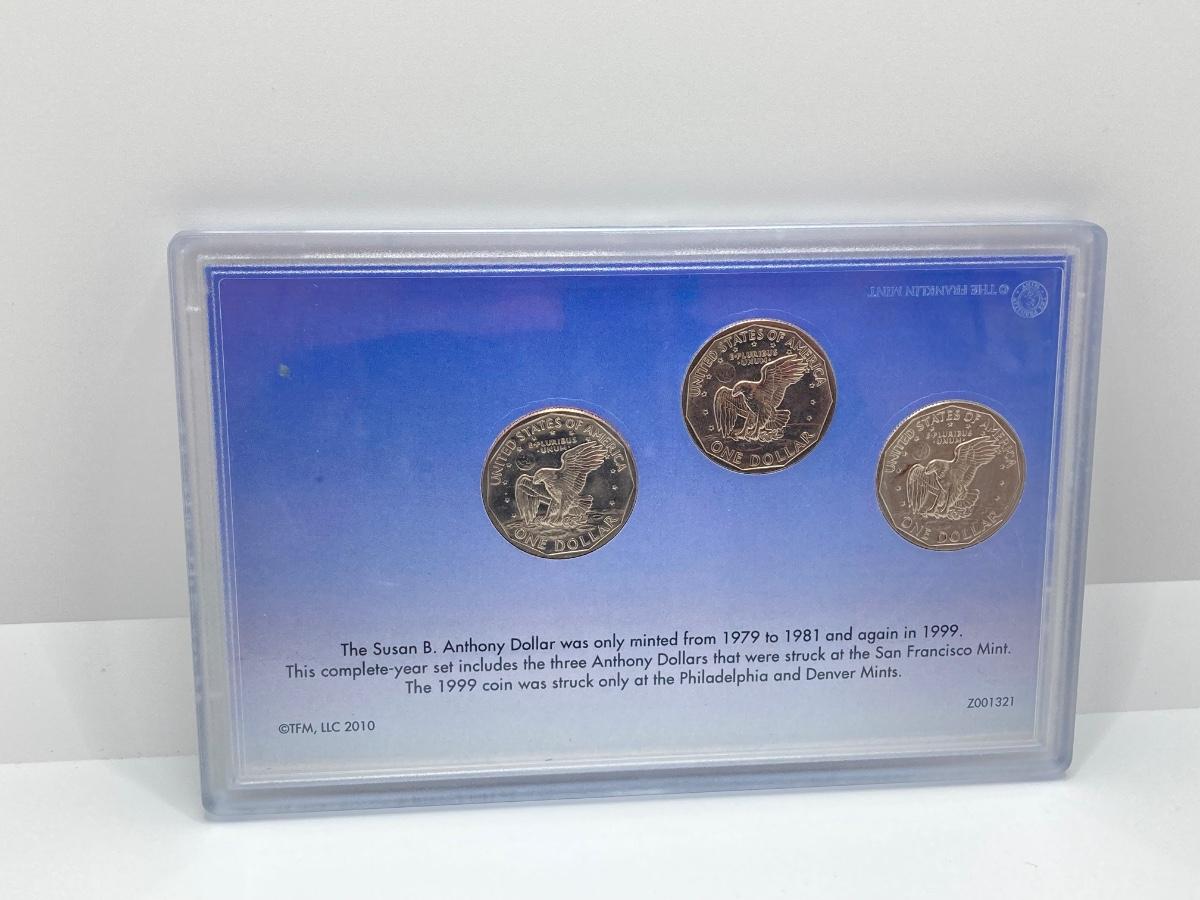 © THE FRANKLIN MINT
UNITED STATES OF AMERICA
E·PLURIBUS
UNUM
ONE DOLLAR
UNITED STATES OF AMERICA
E·PLURIBUS
UNUM
ONE DOLLAR
UNITED STATES OF AMERICA
E·PLURIBUS
UNUM
ONE DOLLAR
The Susan B. Anthony Dollar was only minted from 1979 to 1981 and again in 1999.
This complete-year set includes the three Anthony Dollars that were struck at the San Francisco Mint.
The 1999 coin was struck only at the Philadelphia and Denver Mints.
Z001321
©TFM, LLC 2010